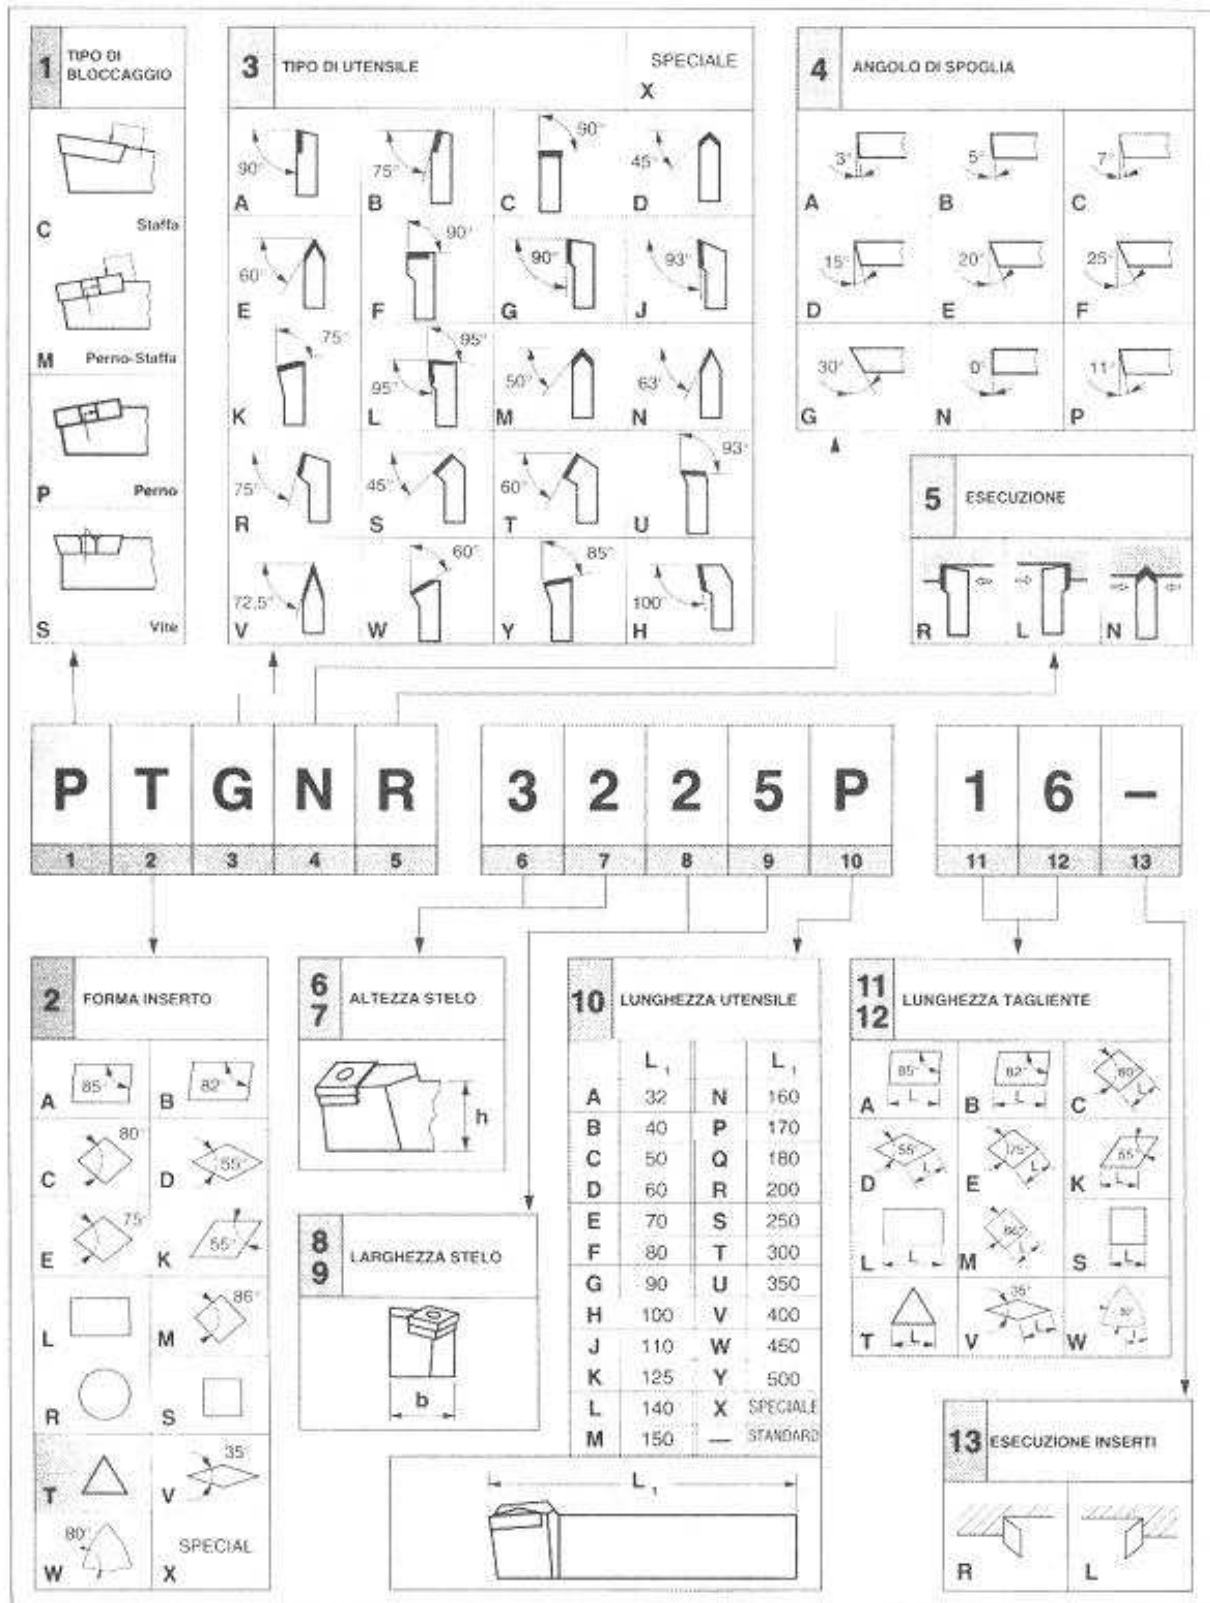 1 TIPO DI
BLOCCAGGIO
C Staffa
M Perno-Staffa
P Perno
S Vite
3 TIPO DI UTENSILE SPECIALE
X
90° 75° 90° 45°
A B C D
60° 90° 90° 93°
E F G J
75° 95° 95° 50° 63°
K L M N
75° 45° 60° 93°
R S T U
72,5° 60° 85° 100°
V W Y H
4 ANGOLO DI SPOGLIA
3° 5° 7°
A B C
15° 20° 25°
D E F
30° 0° 11°
G N P
5 ESECUZIONE
R L N
P T G N R 3 2 2 5 P 1 6 –
1 2 3 4 5 6 7 8 9 10 11 12 13
2 FORMA INSERTO
A 85° B 82°
C 80° D 55°
E 75° K 55°
L M 86°
R S
T V 35°
W 80° X SPECIAL
6
7 ALTEZZA STELO
h
8
9 LARGHEZZA STELO
b
10 LUNGHEZZA UTENSILE
L1 L1
A 32 N 160
B 40 P 170
C 50 Q 180
D 60 R 200
E 70 S 250
F 80 T 300
G 90 U 350
H 100 V 400
J 110 W 450
K 125 Y 500
L 140 X SPECIALE
M 150 — STANDARD
L1
11
12 LUNGHEZZA TAGLIENTE
85° 82° 80°
A L B L C L
55° 75° 55°
D L E L K L
L L M L S L
35°
T L V L W
13 ESECUZIONE INSERTI
R L